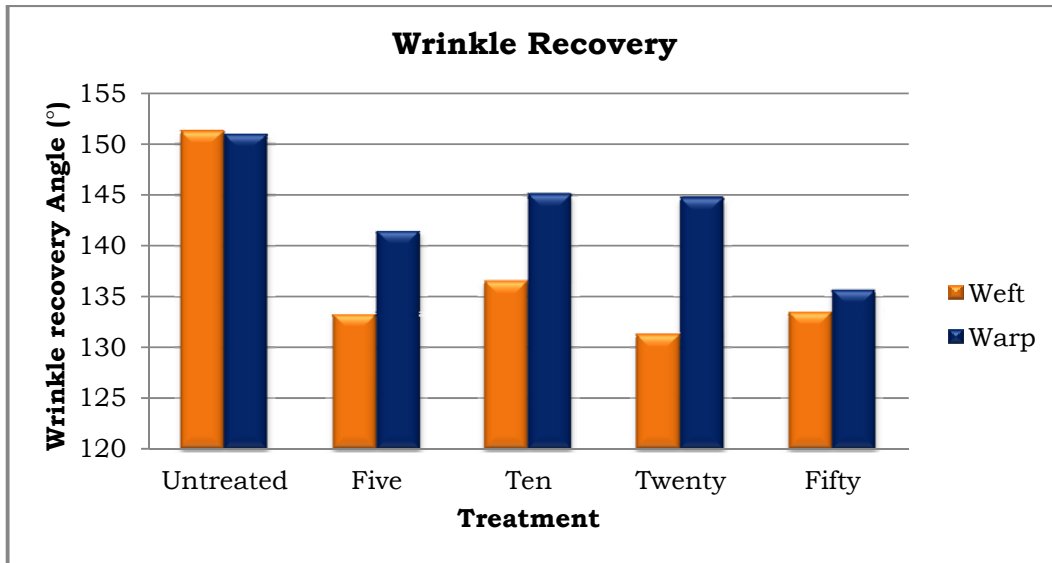 Wrinkle Recovery
Wrinkle recovery Angle (°)
155
150
145
140
135
130
125
120
Untreated Five Ten Twenty Fifty
Treatment
Weft
Warp